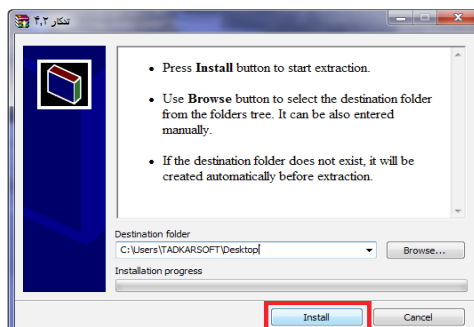 تدکار ۴,۲
• Press Install button to start extraction.
• Use Browse button to select the destination folder
from the folders tree. It can be also entered
manually.
• If the destination folder does not exist, it will be
created automatically before extraction.
Destination folder
C:\Users\TADKARSOFT\Desktop\
Browse...
Installation progress
Install
Cancel